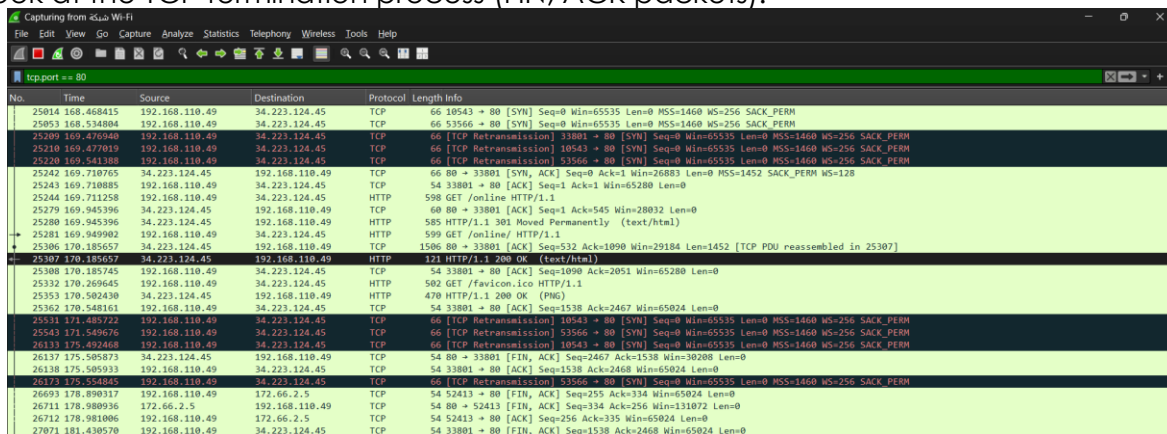 look at the TCP termination process (FIN, ACK packets).
Capturing from شبكة Wi-Fi
File Edit View Go Capture Analyze Statistics Telephony Wireless Tools Help
tcp.port == 80
No. Time Source Destination Protocol Length Info
25014 168.468415 192.168.110.49 34.223.124.45 TCP 66 10543 → 80 [SYN] Seq=0 Win=65535 Len=0 MSS=1460 WS=256 SACK_PERM
25053 168.534804 192.168.110.49 34.223.124.45 TCP 66 53566 → 80 [SYN] Seq=0 Win=65535 Len=0 MSS=1460 WS=256 SACK_PERM
25209 169.476940 192.168.110.49 34.223.124.45 TCP 66 [TCP Retransmission] 33801 → 80 [SYN] Seq=0 Win=65535 Len=0 MSS=1460 WS=256 SACK_PERM
25210 169.477019 192.168.110.49 34.223.124.45 TCP 66 [TCP Retransmission] 10543 → 80 [SYN] Seq=0 Win=65535 Len=0 MSS=1460 WS=256 SACK_PERM
25220 169.541388 192.168.110.49 34.223.124.45 TCP 66 [TCP Retransmission] 53566 → 80 [SYN] Seq=0 Win=65535 Len=0 MSS=1460 WS=256 SACK_PERM
25242 169.710765 34.223.124.45 192.168.110.49 TCP 66 80 → 33801 [SYN, ACK] Seq=0 Ack=1 Win=26883 Len=0 MSS=1452 SACK_PERM WS=128
25243 169.710885 192.168.110.49 34.223.124.45 TCP 54 33801 → 80 [ACK] Seq=1 Ack=1 Win=65280 Len=0
25244 169.711258 192.168.110.49 34.223.124.45 HTTP 598 GET /online HTTP/1.1
25279 169.945396 34.223.124.45 192.168.110.49 TCP 60 80 → 33801 [ACK] Seq=1 Ack=545 Win=28032 Len=0
25280 169.945396 34.223.124.45 192.168.110.49 HTTP 585 HTTP/1.1 301 Moved Permanently (text/html)
25281 169.949902 192.168.110.49 34.223.124.45 HTTP 599 GET /online/ HTTP/1.1
25306 170.185657 34.223.124.45 192.168.110.49 TCP 1506 80 → 33801 [ACK] Seq=532 Ack=1090 Win=29184 Len=1452 [TCP PDU reassembled in 25307]
25307 170.185657 34.223.124.45 192.168.110.49 HTTP 121 HTTP/1.1 200 OK (text/html)
25308 170.185745 192.168.110.49 34.223.124.45 TCP 54 33801 → 80 [ACK] Seq=1090 Ack=2051 Win=65280 Len=0
25332 170.269645 192.168.110.49 34.223.124.45 HTTP 502 GET /favicon.ico HTTP/1.1
25353 170.502430 34.223.124.45 192.168.110.49 HTTP 470 HTTP/1.1 200 OK (PNG)
25362 170.548161 192.168.110.49 34.223.124.45 TCP 54 33801 → 80 [ACK] Seq=1538 Ack=2467 Win=65024 Len=0
25531 171.485722 192.168.110.49 34.223.124.45 TCP 66 [TCP Retransmission] 10543 → 80 [SYN] Seq=0 Win=65535 Len=0 MSS=1460 WS=256 SACK_PERM
25543 171.549676 192.168.110.49 34.223.124.45 TCP 66 [TCP Retransmission] 53566 → 80 [SYN] Seq=0 Win=65535 Len=0 MSS=1460 WS=256 SACK_PERM
26133 175.492468 192.168.110.49 34.223.124.45 TCP 66 [TCP Retransmission] 10543 → 80 [SYN] Seq=0 Win=65535 Len=0 MSS=1460 WS=256 SACK_PERM
26137 175.505873 34.223.124.45 192.168.110.49 TCP 54 80 → 33801 [FIN, ACK] Seq=2467 Ack=1538 Win=30208 Len=0
26138 175.505933 192.168.110.49 34.223.124.45 TCP 54 33801 → 80 [ACK] Seq=1538 Ack=2468 Win=65024 Len=0
26173 175.554845 192.168.110.49 34.223.124.45 TCP 66 [TCP Retransmission] 53566 → 80 [SYN] Seq=0 Win=65535 Len=0 MSS=1460 WS=256 SACK_PERM
26693 178.890317 192.168.110.49 172.66.2.5 TCP 54 52413 → 80 [FIN, ACK] Seq=255 Ack=334 Win=65024 Len=0
26711 178.980936 172.66.2.5 192.168.110.49 TCP 54 80 → 52413 [FIN, ACK] Seq=334 Ack=256 Win=131072 Len=0
26712 178.981006 192.168.110.49 172.66.2.5 TCP 54 52413 → 80 [ACK] Seq=256 Ack=335 Win=65024 Len=0
27071 181.430570 192.168.110.49 34.223.124.45 TCP 54 33801 → 80 [FIN, ACK] Seq=1538 Ack=2468 Win=65024 Len=0